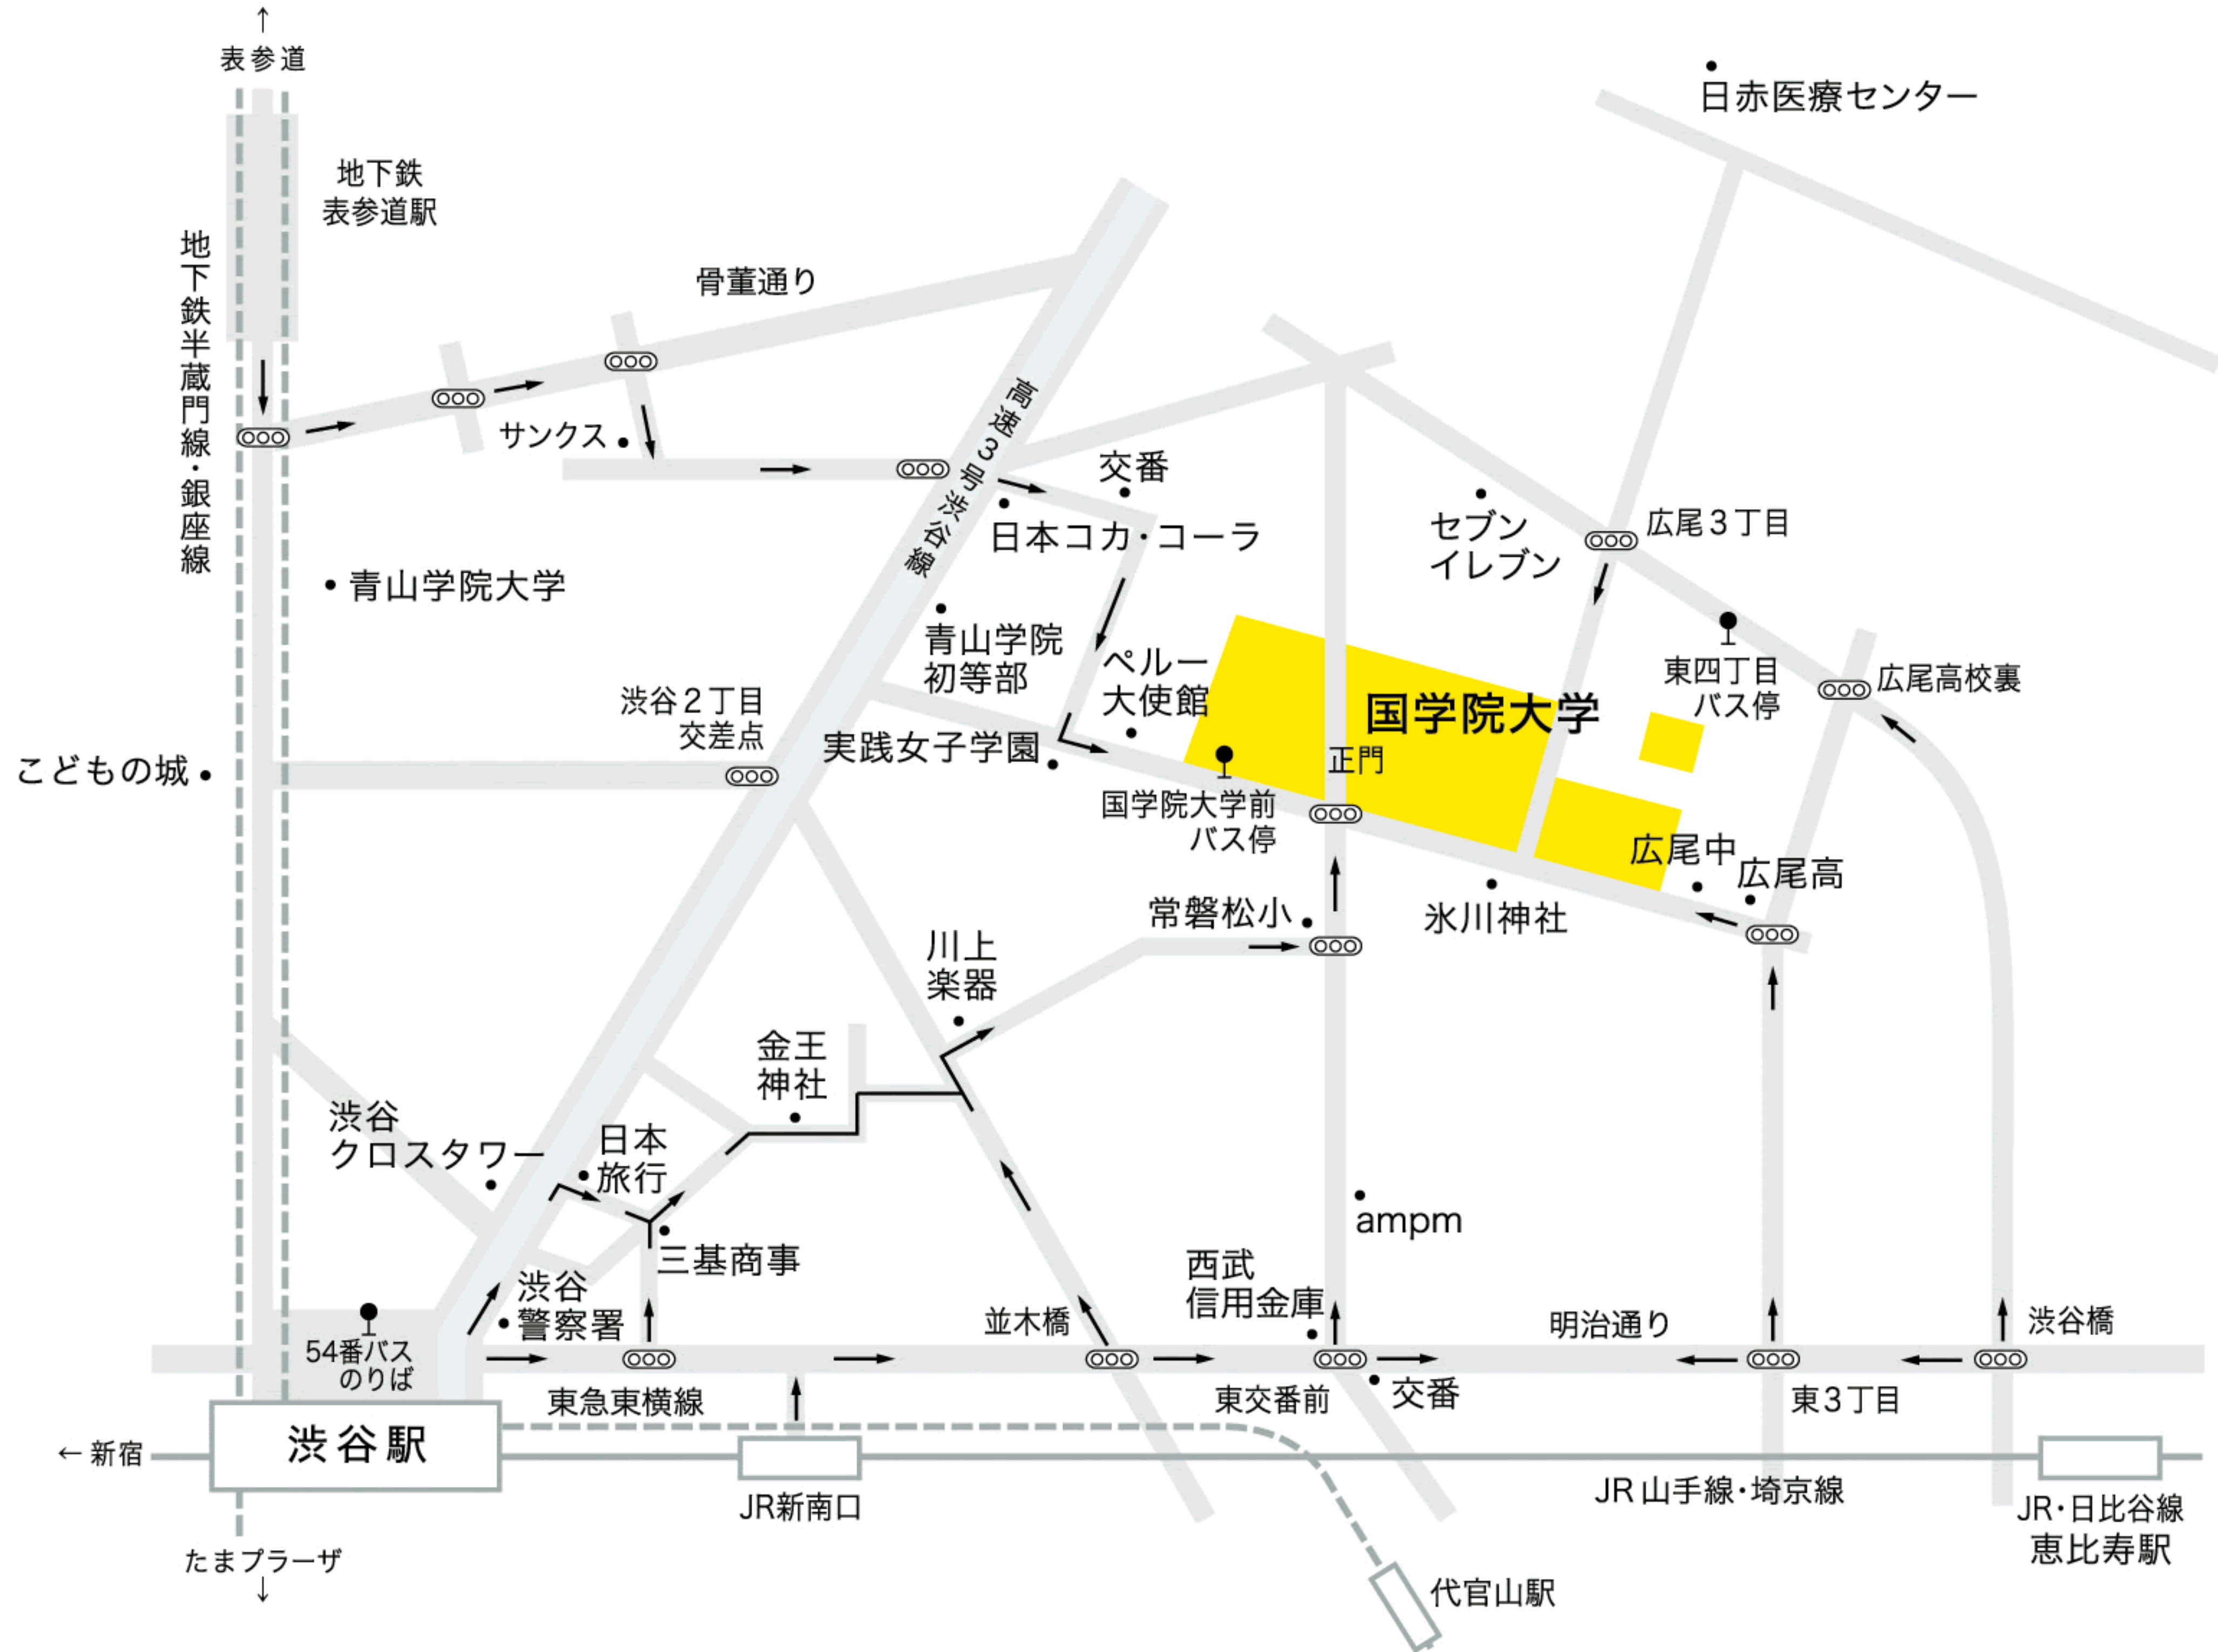 ↑
表参道
日赤医療センター
地下鉄
表参道駅
地下鉄半蔵門線・銀座線
骨董通り
高速3号渋谷線
サンクス
交番
日本コカ・コーラ
セブン
イレブン
広尾3丁目
青山学院大学
青山学院
初等部
ペルー
大使館
国学院大学
東四丁目
バス停
広尾高校裏
渋谷2丁目
交差点
実践女子学園
こどもの城
正門
国学院大学前
バス停
広尾中
広尾高
常磐松小
氷川神社
川上
楽器
金王
神社
渋谷
クロスタワー
日本
旅行
ampm
三基商事
西武
信用金庫
渋谷
警察署
並木橋
明治通り
渋谷橋
54番バス
のりば
東急東横線
東交番前
交番
東3丁目
渋谷駅
←新宿
JR新南口
JR山手線・埼京線
JR・日比谷線
恵比寿駅
たまプラーザ
↓
代官山駅